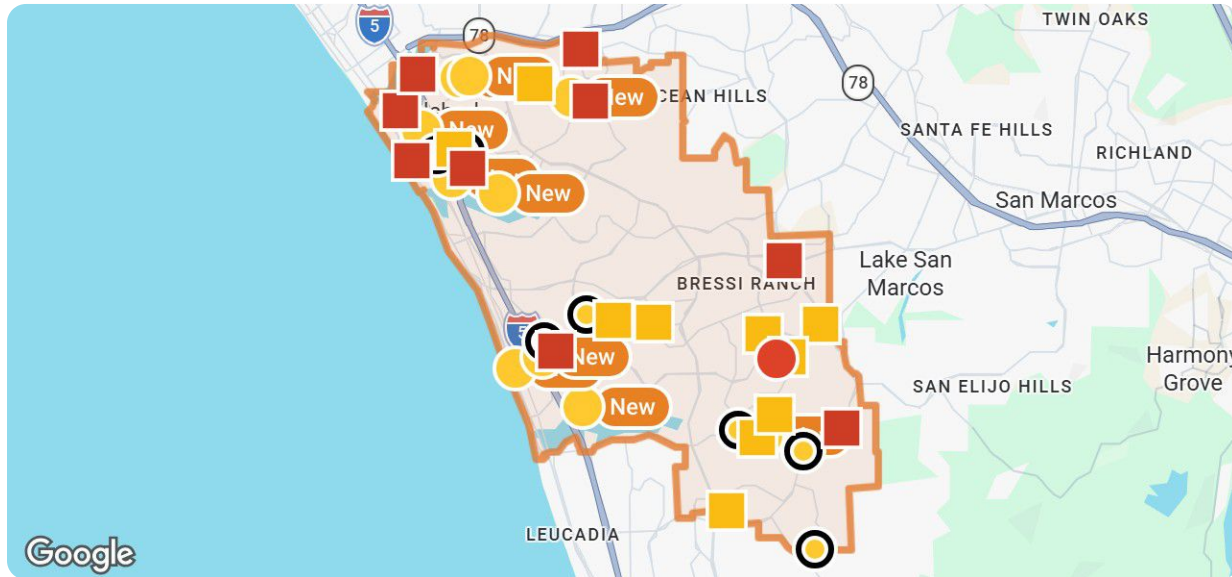 5
78
TWIN OAKS
New
New
OCEAN HILLS
78
SANTA FE HILLS
New
RICHLAND
New
San Marcos
BRESSI RANCH
Lake San
Marcos
5
New
Harmony
Grove
SAN ELIJO HILLS
New
LEUCADIA
Google